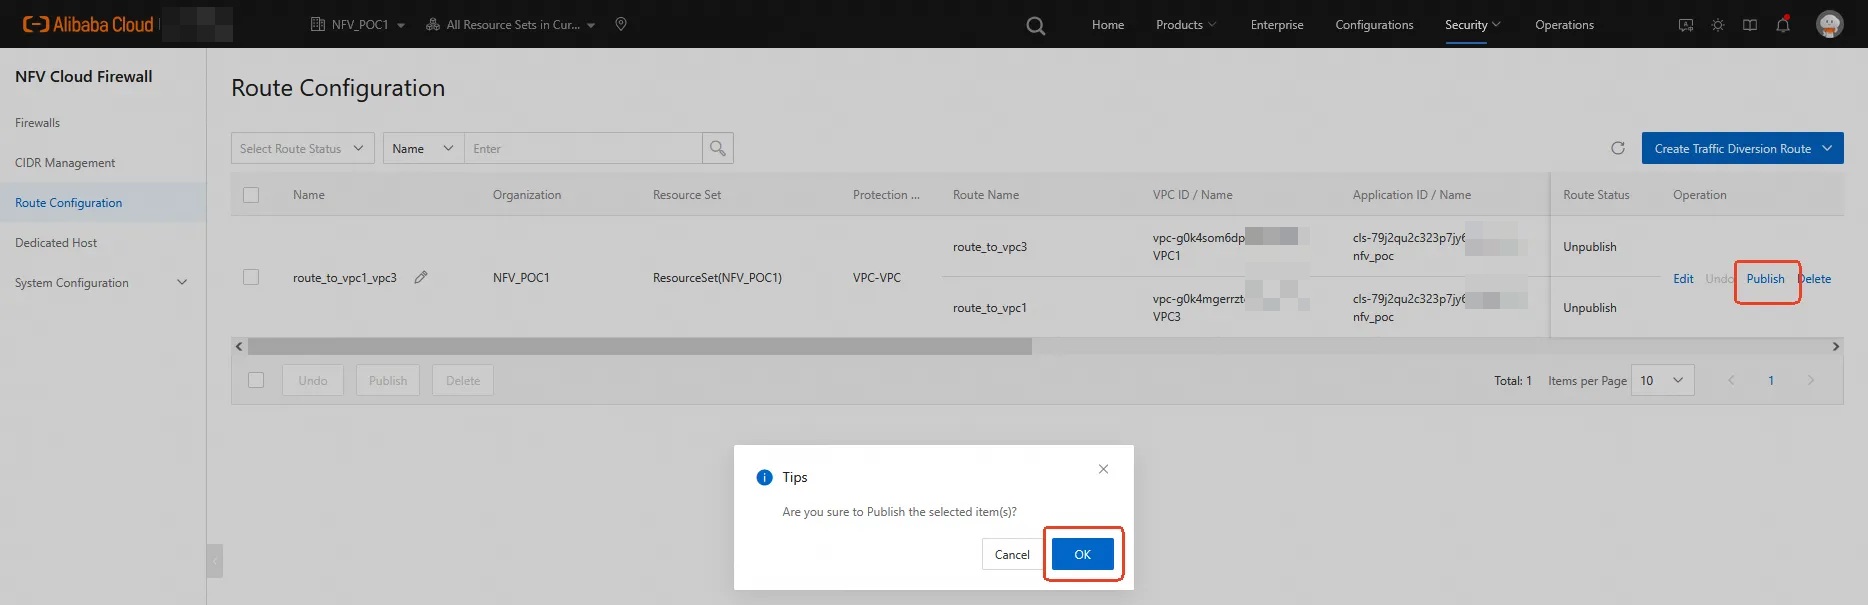 Alibaba Cloud
NFV_POC1
All Resource Sets in Cur...
Home
Products
Enterprise
Configurations
Security
Operations
NFV Cloud Firewall
Firewalls
CIDR Management
Route Configuration
Dedicated Host
System Configuration
Route Configuration
Select Route Status
Name
Enter
Create Traffic Diversion Route
Name
Organization
Resource Set
Protection ...
Route Name
VPC ID / Name
Application ID / Name
Route Status
Operation
route_to_vpc1_vpc3
NFV_POC1
ResourceSet(NFV_POC1)
VPC-VPC
route_to_vpc3
vpc-g0k4som6dp
VPC1
cls-79j2qu2c323p7jy6
nfv_poc
Unpublish
route_to_vpc1
vpc-g0k4mgerrzt
VPC3
cls-79j2qu2c323p7jy6
nfv_poc
Unpublish
Edit
Undo
Publish
Delete
Undo
Publish
Delete
Total: 1
Items per Page
10
1
Tips
Are you sure to Publish the selected item(s)?
Cancel
OK